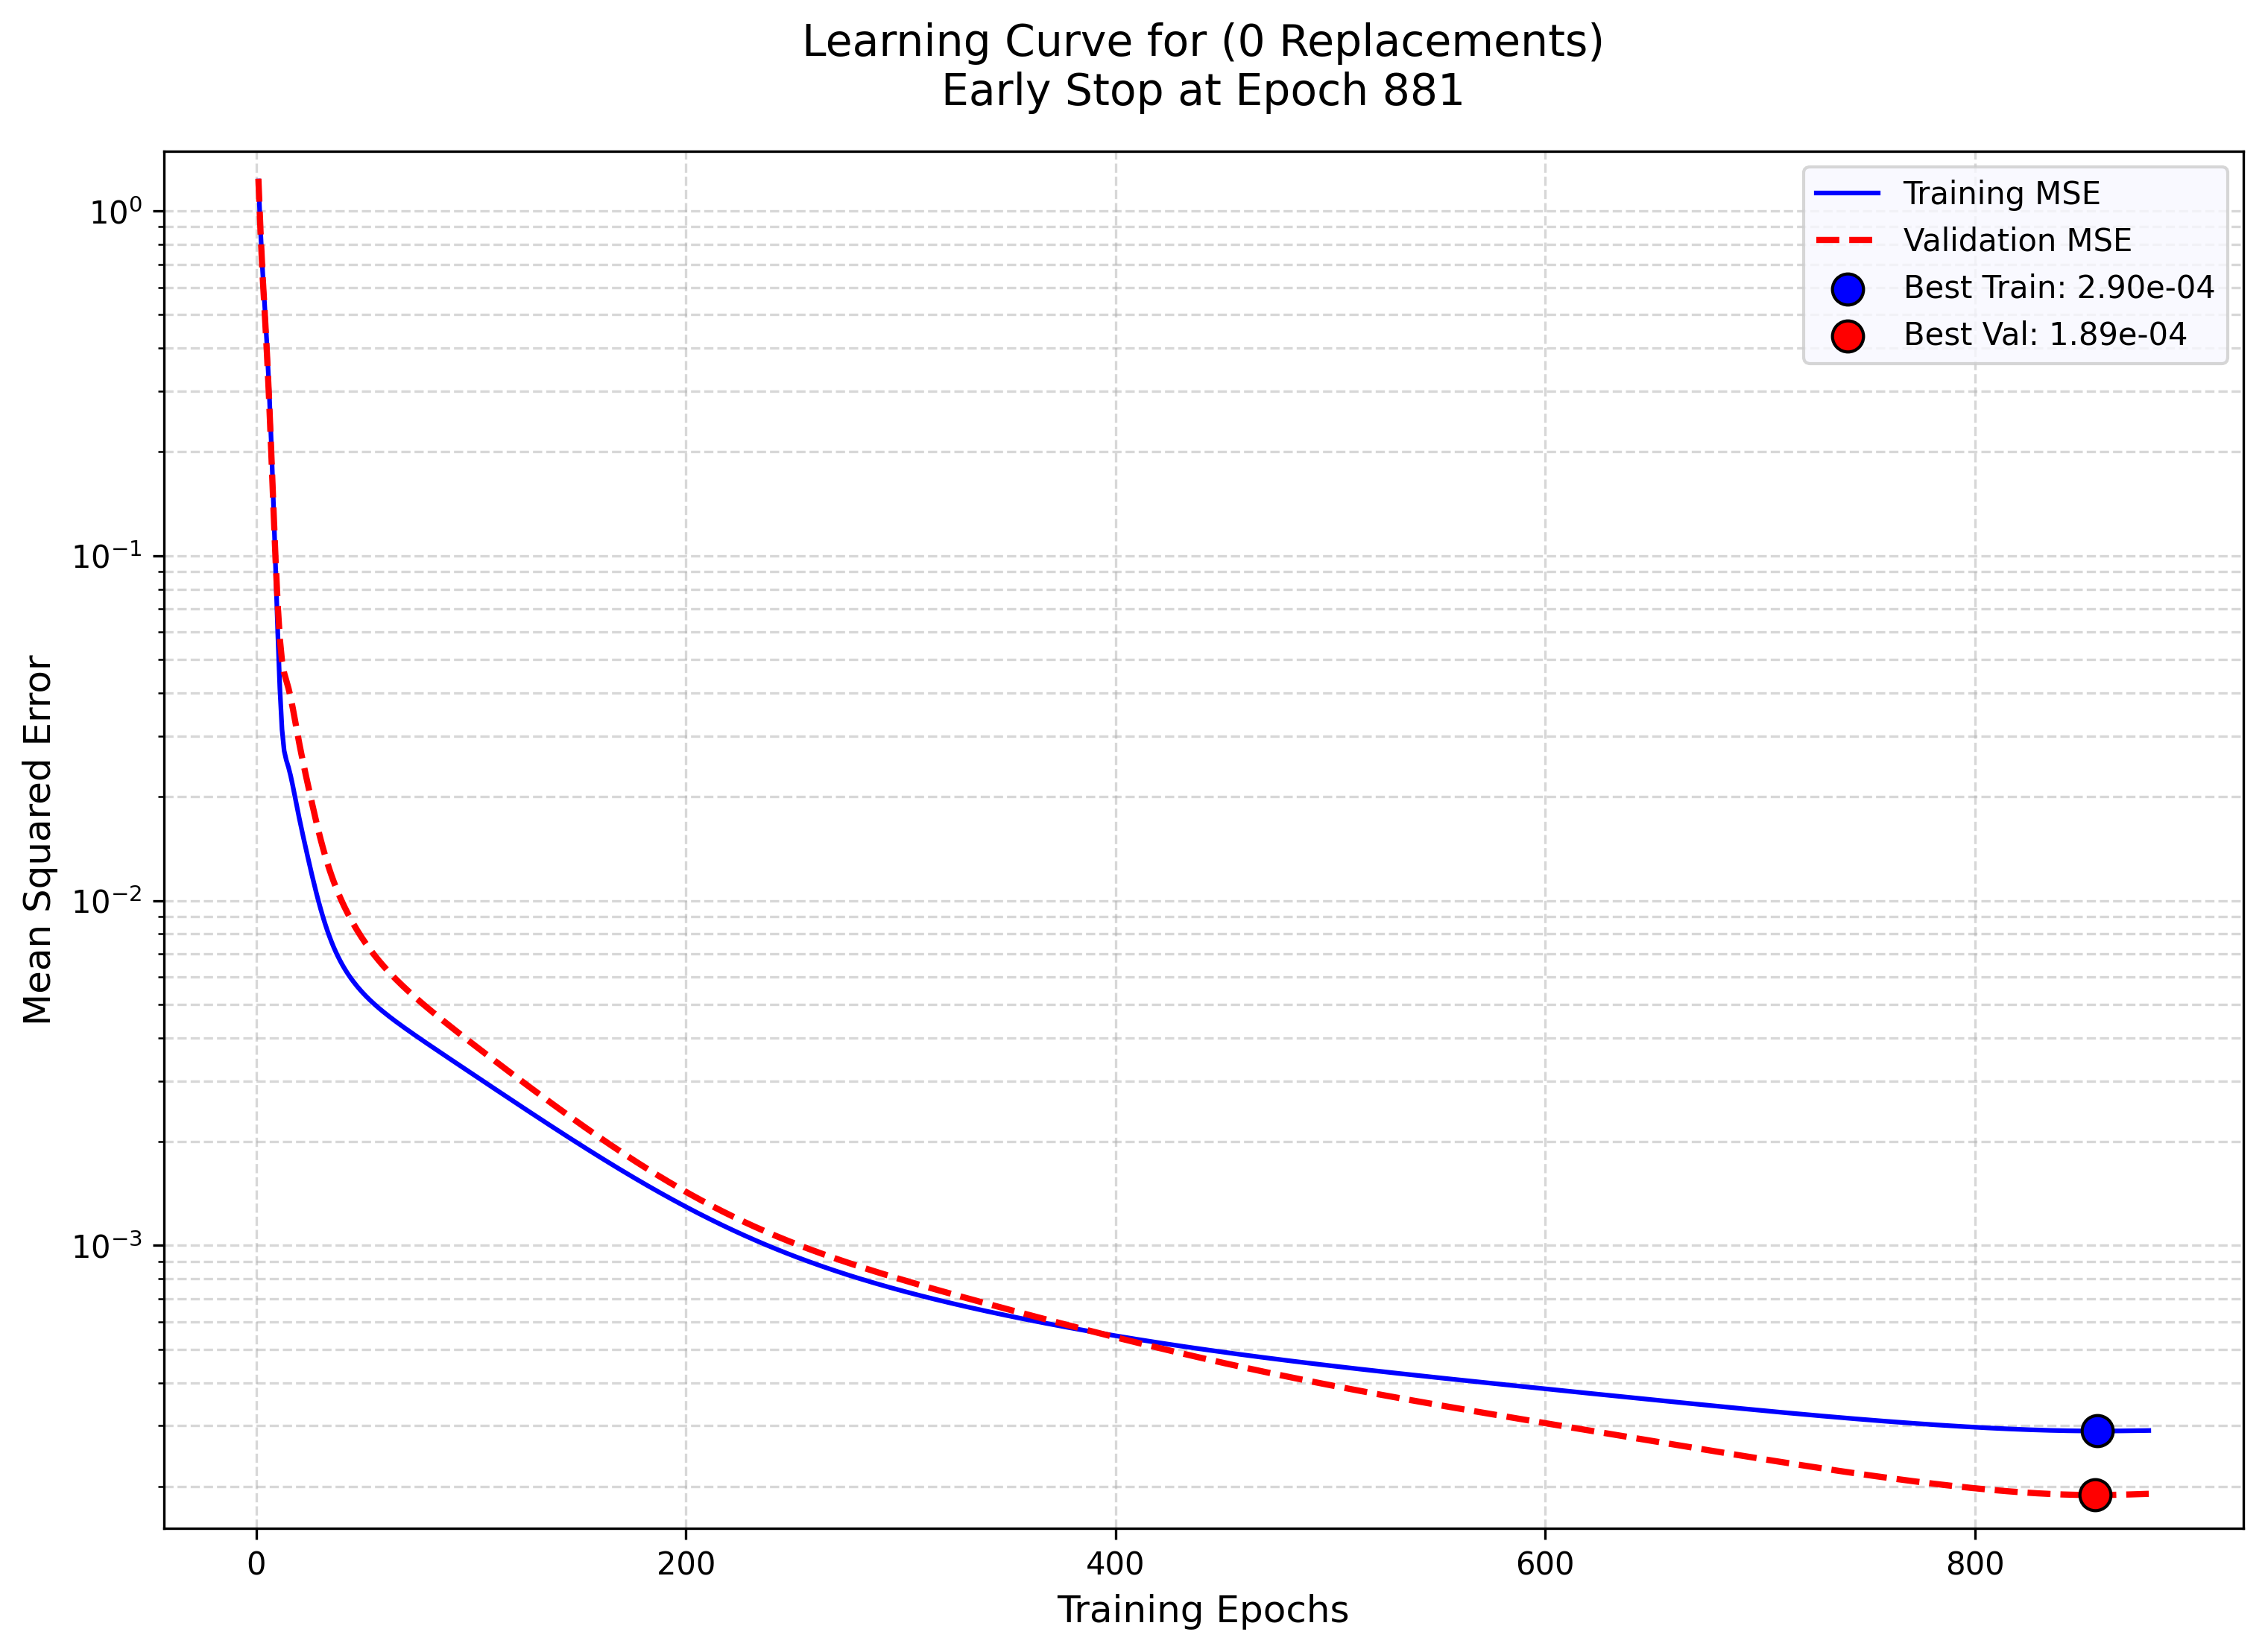 Learning Curve for (0 Replacements)
Early Stop at Epoch 881
Training MSE
Validation MSE
Best Train: 2.90e-04
Best Val: 1.89e-04
Mean Squared Error
10⁰
10⁻¹
10⁻²
10⁻³
0 200 400 600 800
Training Epochs